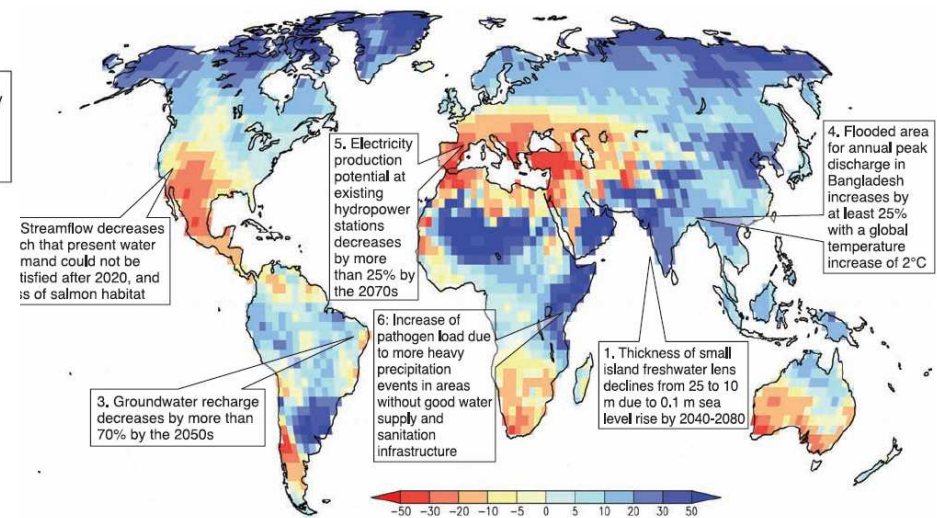 Streamflow decreases
ch that present water
mand could not be
tisfied after 2020, and
ss of salmon habitat
3. Groundwater recharge
decreases by more than
70% by the 2050s
5. Electricity
production
potential at
existing
hydropower
stations
decreases
by more
than 25% by
the 2070s
6: Increase of
pathogen load due
to more heavy
precipitation
events in areas
without good water
supply and
sanitation
infrastructure
1. Thickness of small
island freshwater lens
declines from 25 to 10
m due to 0.1 m sea
level rise by 2040-2080
4. Flooded area
for annual peak
discharge in
Bangladesh
increases by
at least 25%
with a global
temperature
increase of 2°C
-50 -30 -20 -10 -5 0 5 10 20 30 50